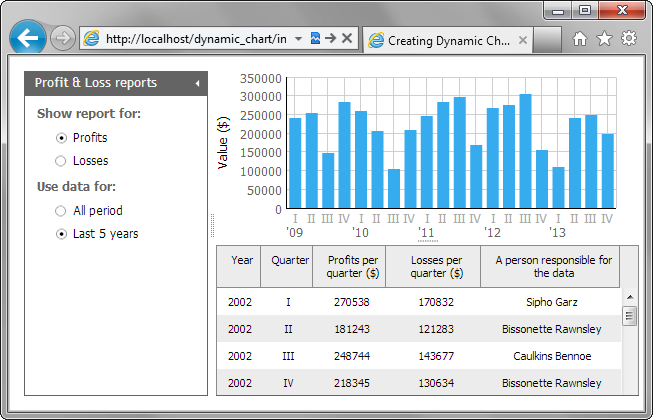 http://localhost/dynamic_chart/in
Creating Dynamic Ch...
Profit & Loss reports
Show report for:
Profits
Losses
Use data for:
All period
Last 5 years
Value ($)
350000
300000
250000
200000
150000
100000
50000
0
I II III IV I II III IV I II III IV I II III IV I II III IV
'09 '10 '11 '12 '13
Year Quarter Profits per quarter ($) Losses per quarter ($) A person responsible for the data
2002 I 270538 170832 Sipho Garz
2002 II 181243 121283 Bissonette Rawnsley
2002 III 248744 143677 Caulkins Bennoe
2002 IV 218345 130634 Bissonette Rawnsley